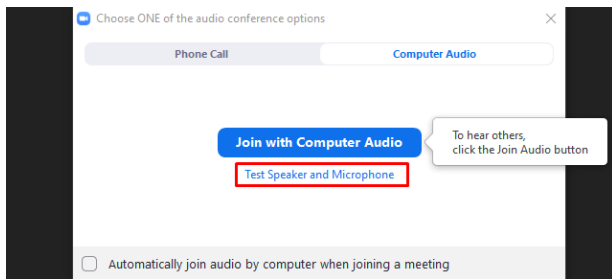 Choose ONE of the audio conference options
Phone Call
Computer Audio
Join with Computer Audio
To hear others,
click the Join Audio button
Test Speaker and Microphone
Automatically join audio by computer when joining a meeting